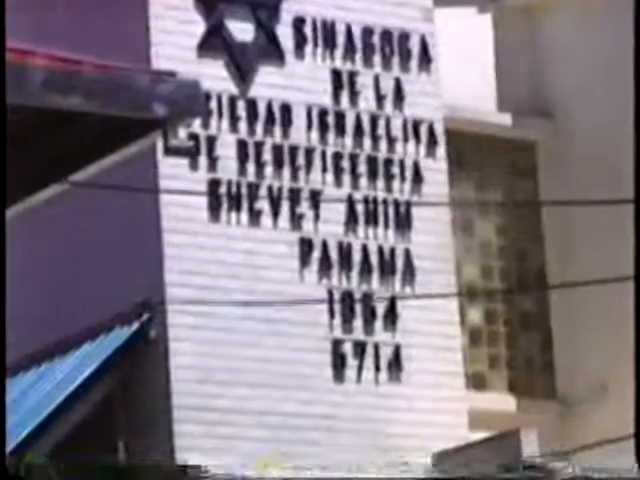 SINAGOGA
DE LA
CIEDAD ISRAELITA
DE BENEFICENCIA
SHEVET AHIM
PANAMA
1954
5714